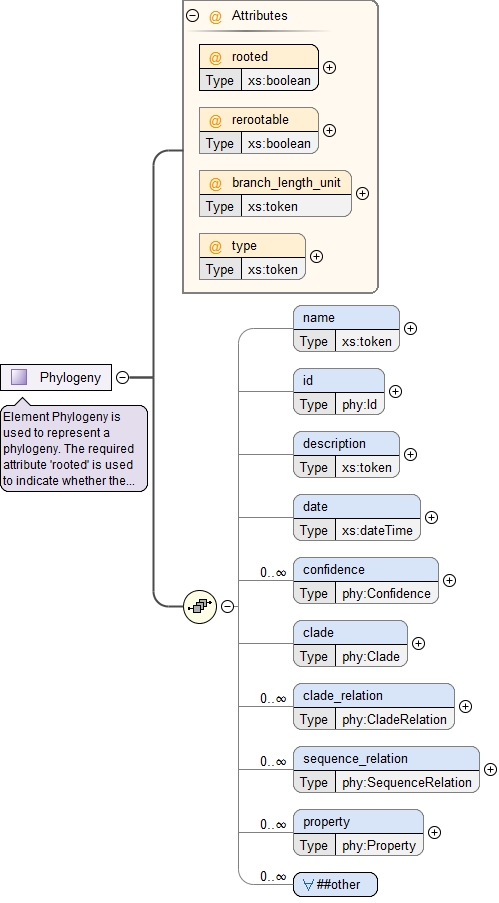 @ Attributes
@ rooted
Type xs:boolean
@ rerootable
Type xs:boolean
@ branch_length_unit
Type xs:token
@ type
Type xs:token
Phylogeny
Element Phylogeny is
used to represent a
phylogeny. The required
attribute 'rooted' is used
to indicate whether the...
name
Type xs:token
id
Type phy:Id
description
Type xs:token
date
Type xs:dateTime
0..∞
confidence
Type phy:Confidence
clade
Type phy:Clade
0..∞
clade_relation
Type phy:CladeRelation
0..∞
sequence_relation
Type phy:SequenceRelation
0..∞
property
Type phy:Property
0..∞
##other